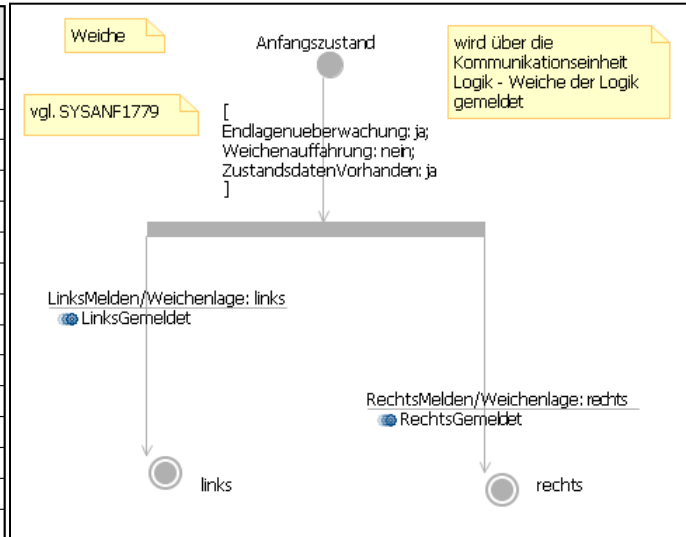 Weiche
Anfangszustand
wird über die
Kommunikationseinheit
Logik - Weiche der Logik
gemeldet
vgl. SYSANF1779
[
Endlagenueberwachung: ja;
Weichenauffahrung: nein;
ZustandsdatenVorhanden: ja
]
LinksMelden/Weichenlage: links
LinksGemeldet
RechtsMelden/Weichenlage: rechts
RechtsGemeldet
links
rechts